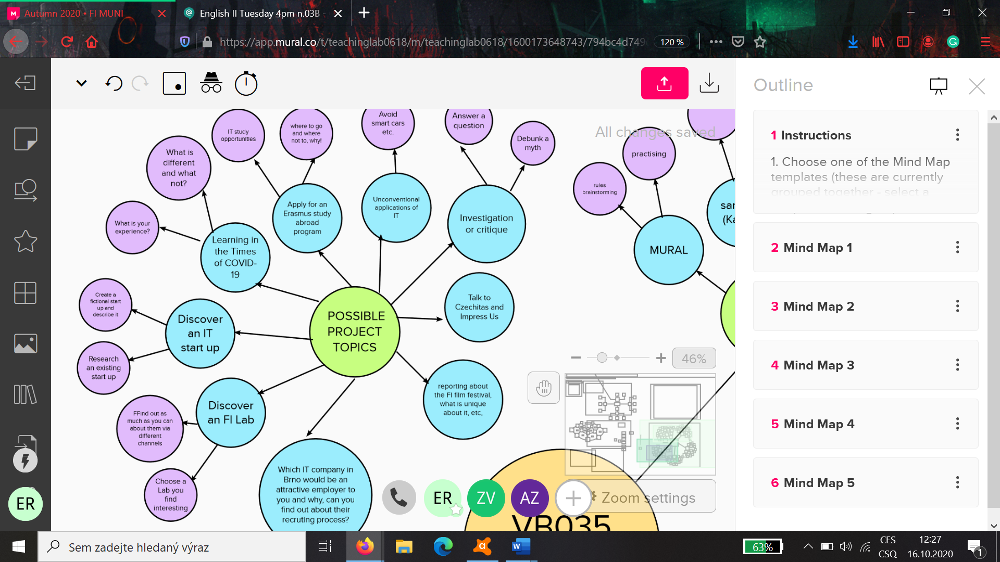 Autumn 2020 • FI MUNI
English II Tuesday 4pm n.03B -
https://app.mural.co/t/teachinglab0618/m/teachinglab0618/1600173648743/794bc4d749
120 %
All changes saved
IT study
opportunities
where to go
and where
not to, why!
Avoid
smart cars
etc.
Answer a
question
Debunk a
myth
What is
different
and what
not?
What is your
experience?
Learning in
the Times
of COVID-
19
Apply for an
Erasmus study
abroad
program
Unconventional
applications of
IT
Investigation
or critique
practising
rules
brainstorming
MURAL
sar
(Ka
Create a
fictional start
up and
describe it
Discover
an IT
start up
Research
an existing
start up
POSSIBLE
PROJECT
TOPICS
Talk to
Czechitas and
Impress Us
reporting about
the FI film festival,
what is unique
about it, etc,
Discover
an FI Lab
FFind out as
much as you can
about them via
different
channels
Choose a
Lab you
find
interesting
Which IT company in
Brno would be an
attractive employer to
you and why, can you
find out about their
recruting process?
VB035
46%
Zoom settings
ER
ER
ZV
AZ
Outline
1 Instructions
1. Choose one of the Mind Map
templates (these are currently
grouped together - select a
2 Mind Map 1
3 Mind Map 2
4 Mind Map 3
5 Mind Map 4
6 Mind Map 5
Sem zadejte hledaný výraz
63%
CES
CSQ
12:27
16.10.2020
1